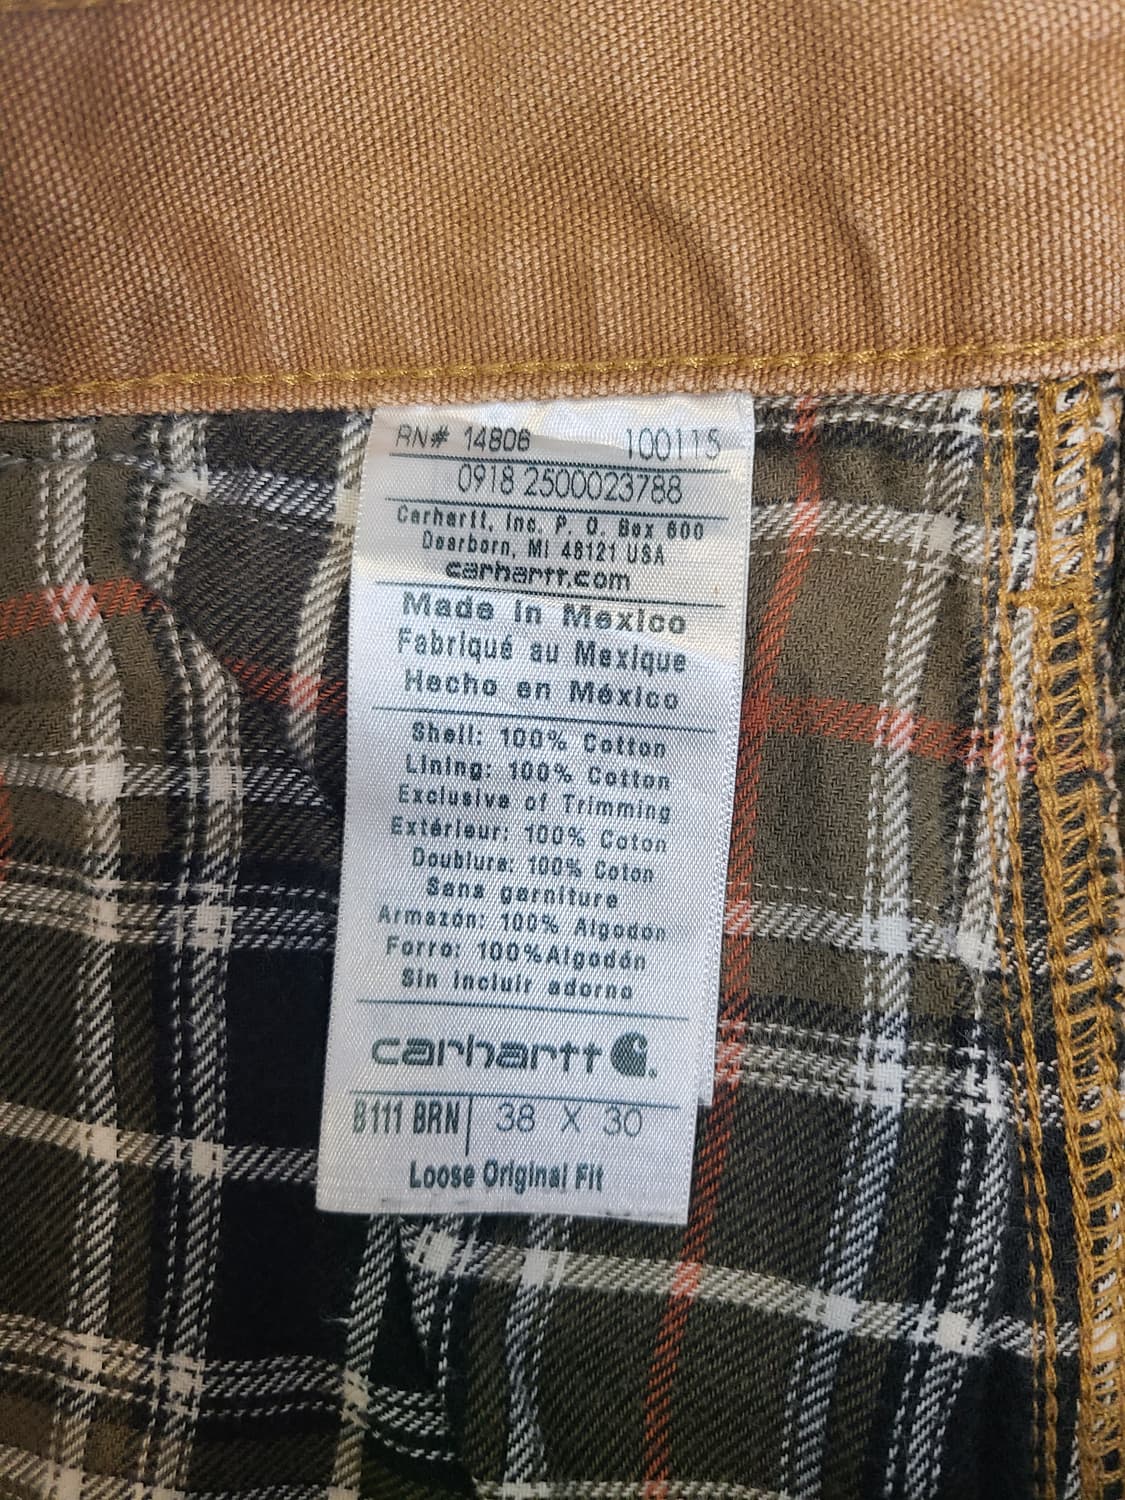 RN# 14806 100115
0918 2500023788
Carhartt, Inc. P. O. Box 600
Dearborn, MI 48121 USA
carhartt.com
Made in Mexico
Fabriqué au Mexique
Hecho en México
Shell: 100% Cotton
Lining: 100% Cotton
Exclusive of Trimming
Extérieur: 100% Coton
Doublure: 100% Coton
Sans garniture
Armazón: 100% Algodón
Forro: 100%Algodón
Sin incluir adorno
carhartt
B111 BRN 38 X 30
Loose Original Fit